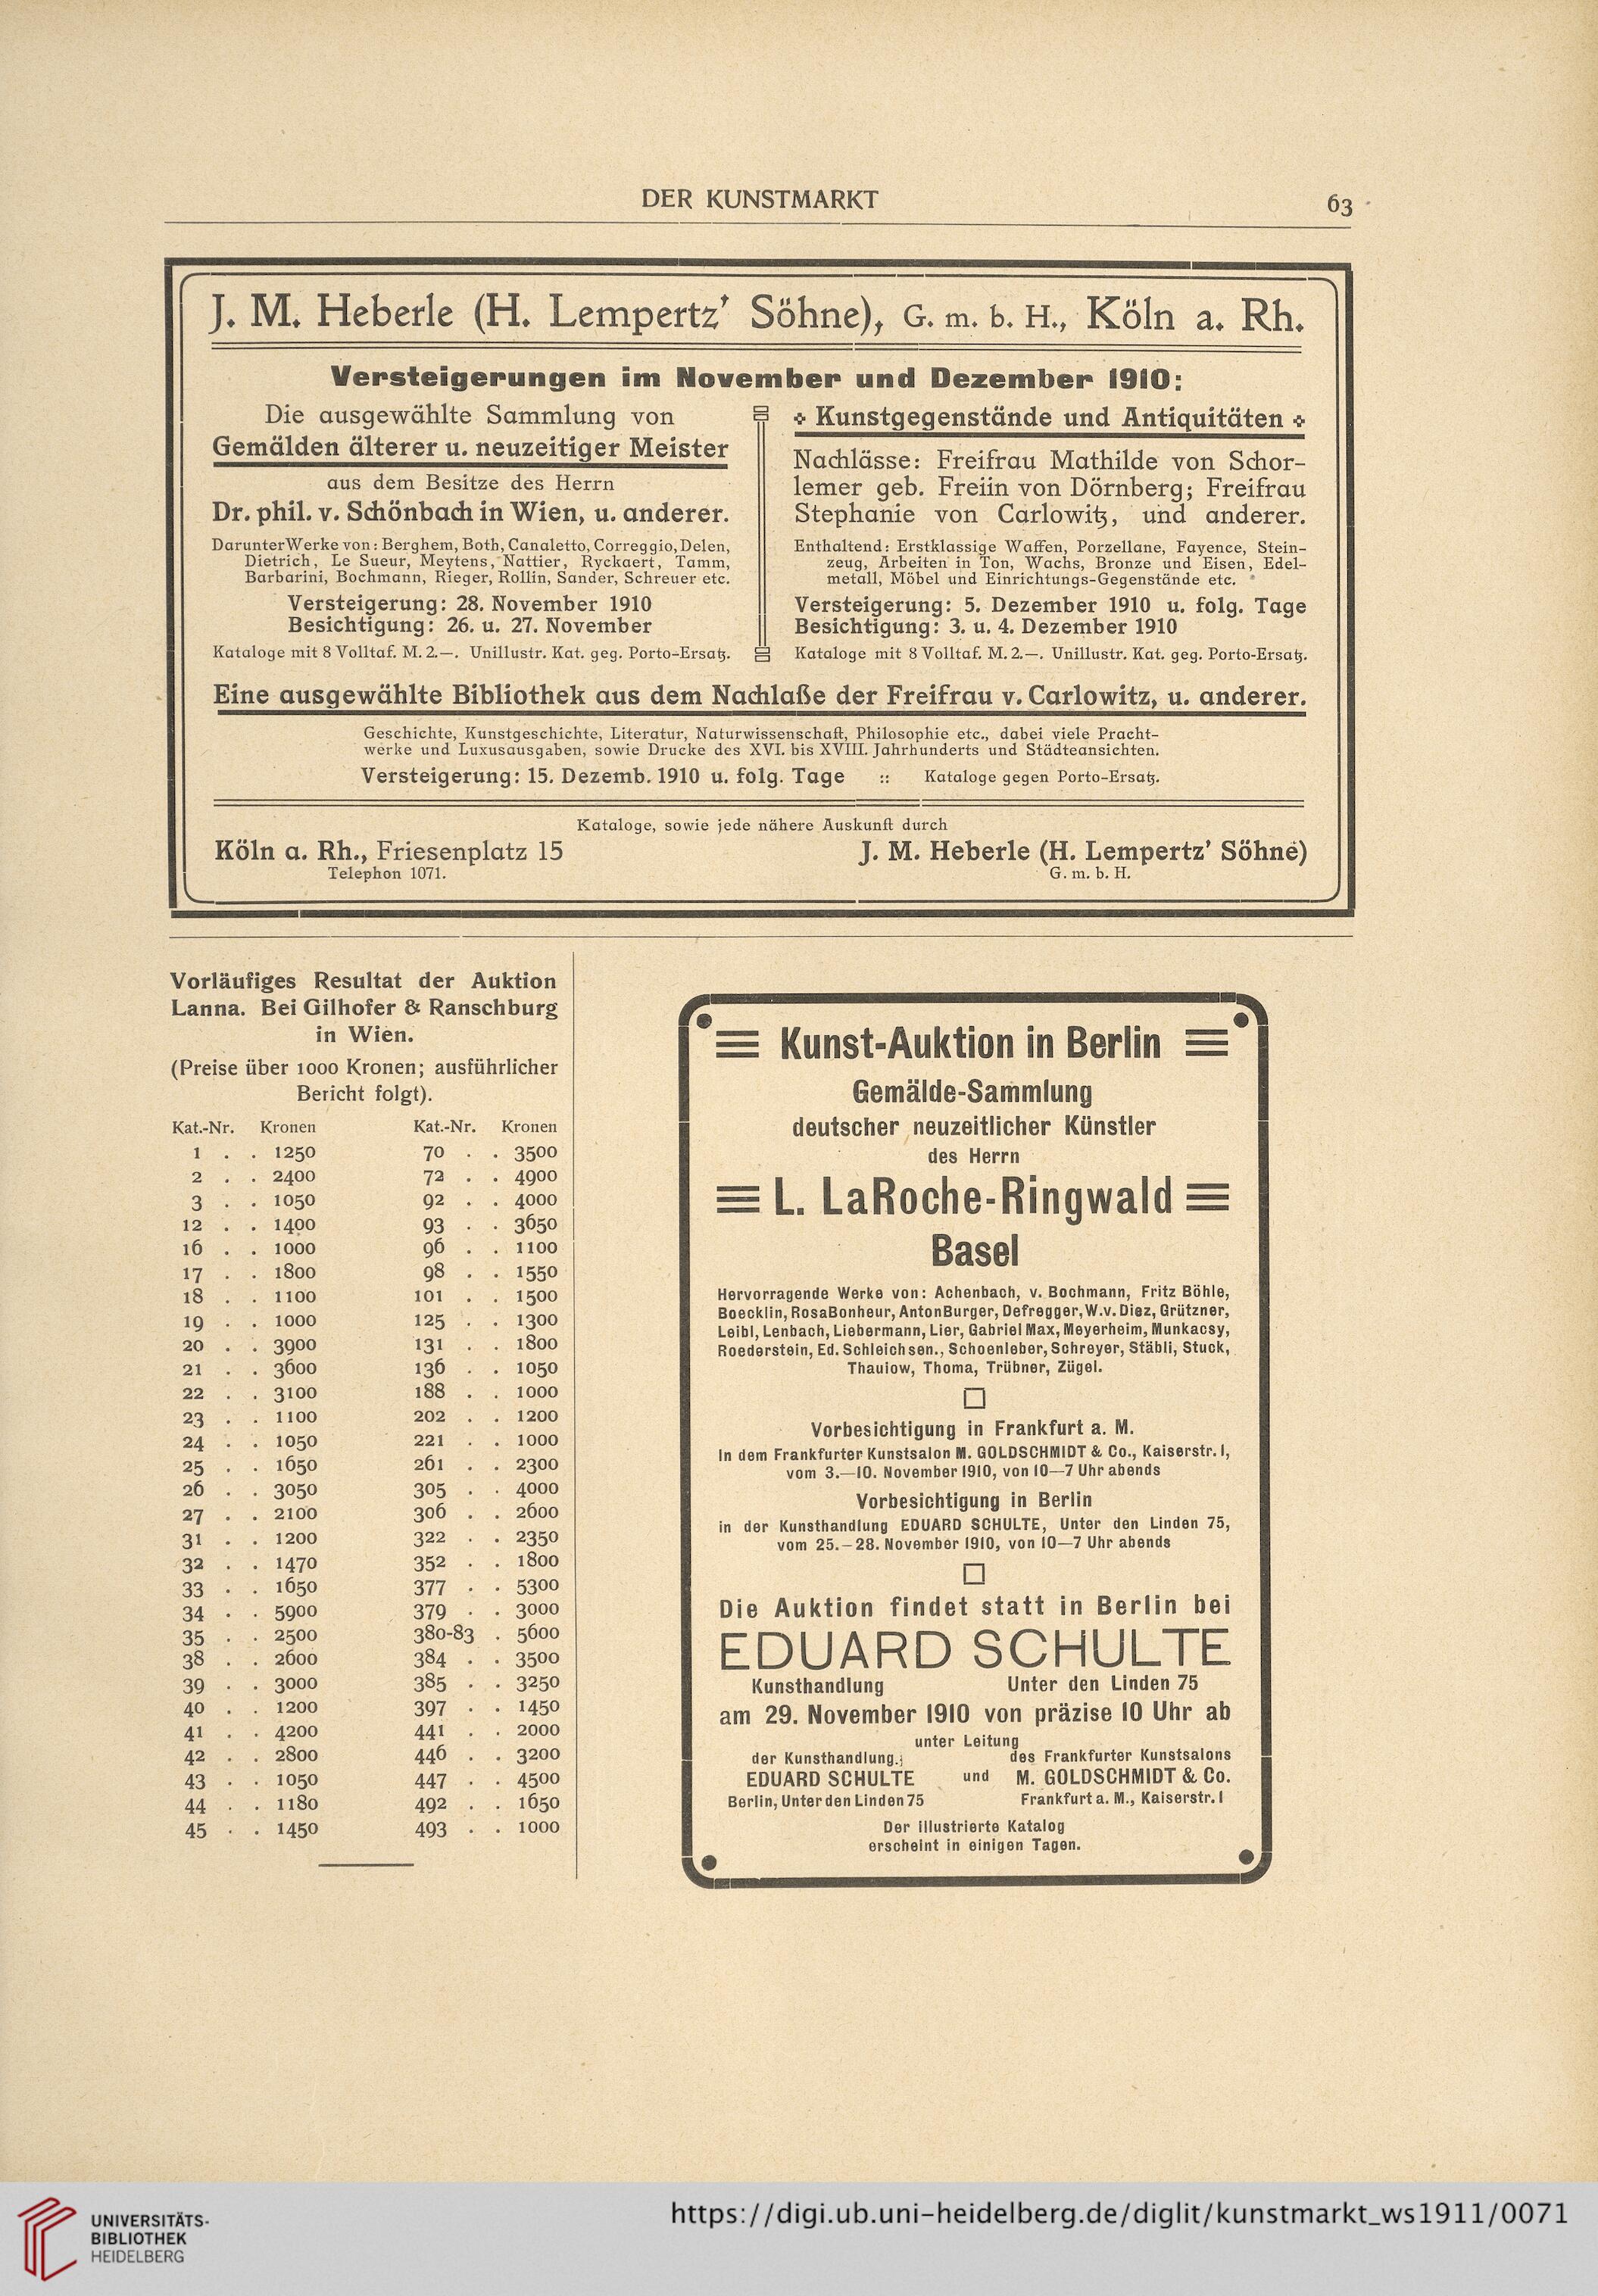 DER KUNSTMARKT
63
J. M. Heberle (H. Lempertz' Söhne), G. m. b. H., Köln a. Rh.
Versteigerungen im November und Dezember 1910:
Die ausgewählte Sammlung von
Gemälden älterer u. neuzeitiger Meister
aus dem Besitze des Herrn
Dr. phil. v. Schönbach in Wien, u. anderer.
Darunter Werke von: Berghem, Both, Canaletto, Correggio, Delen,
Dietrich, Le Sueur, Meytens, Nattier, Ryckaert, Tamm,
Barbarini, Bochmann, Rieger, Rollin, Sander, Schreuer etc.
Versteigerung: 28. November 1910
Besichtigung: 26. u. 27. November
Kataloge mit 8 Volltaf. M. 2.—. Unillustr. Kat. geg. Porto-Ersatz.
Kunstgegenstände und Antiquitäten
Nachlässe: Freifrau Mathilde von Schor-
lemer geb. Freiin von Dörnberg; Freifrau
Stephanie von Carlowitz, und anderer.
Enthaltend: Erstklassige Waffen, Porzellane, Fayence, Stein-
zeug, Arbeiten in Ton, Wachs, Bronze und Eisen, Edel-
metall, Möbel und Einrichtungs-Gegenstände etc.
Versteigerung: 5. Dezember 1910 u. folg. Tage
Besichtigung: 3. u. 4. Dezember 1910
Kataloge mit 8 Volltaf. M. 2.—. Unillustr. Kat. geg. Porto-Ersatz.
Eine ausgewählte Bibliothek aus dem Nachlaße der Freifrau v. Carlowitz, u. anderer.
Geschichte, Kunstgeschichte, Literatur, Naturwissenschaft, Philosophie etc., dabei viele Pracht-
werke und Luxusausgaben, sowie Drucke des XVI. bis XVIII. Jahrhunderts und Städteansichten.
Versteigerung: 15. Dezemb. 1910 u. folg. Tage :: Kataloge gegen Porto-Ersatz.
Kataloge, sowie jede nähere Auskunft durch
Köln a. Rh., Friesenplatz 15 J. M. Heberle (H. Lempertz' Söhne)
Telephon 1071. G. m. b. H.
Vorläufiges Resultat der Auktion
Lanna. Bei Gilhofer & Ranschburg
in Wien.
(Preise über 1000 Kronen; ausführlicher
Bericht folgt).
Kat.-Nr. Kronen Kat.-Nr. Kronen
1 . . 1250 70 . . 3500
2 . . 2400 72 . . 4900
3 . . 1050 92 . . 4000
12 . . 1400 93 . . 3650
16 . . 1000 96 . . 1100
17 . . 1800 98 . . 1550
18 . . 1100 101 . . 1500
19 . . 1000 125 . . 1300
20 . . 3900 131 . . 1800
21 . . 3600 136 . . 1050
22 . . 3100 188 . . 1000
23 . . 1100 202 . . 1200
24 . . 1050 221 . . 1000
25 . . 1650 261 . . 2300
26 . . 3050 305 . . 4000
27 . . 2100 306 . . 2600
31 . . 1200 322 . . 2350
32 . . 1470 352 . . 1800
33 . . 1650 377 . . 5300
34 . . 5900 379 . . 3000
35 . . 2500 380-83 . 5600
38 . . 2600 384 . . 3500
39 . . 3000 385 . . 3250
40 . . 1200 397 . . 1450
41 . . 4200 441 . . 2000
42 . . 2800 446 . . 3200
43 . . 1050 447 . . 4500
44 . . 1180 492 . . 1650
45 . . 1450 493 . . 1000
Kunst-Auktion in Berlin
Gemälde-Sammlung
deutscher neuzeitlicher Künstler
des Herrn
L. LaRoche-Ringwald
Basel
Hervorragende Werke von: Achenbach, v. Bochmann, Fritz Böhle,
Boecklin, Rosa Bonheur, Anton Burger, Defregger, W. v. Diez, Grützner,
Leibl, Lenbach, Liebermann, Lier, Gabriel Max, Meyerheim, Munkacsy,
Roederstein, Ed. Schleich sen., Schoenleber, Schreyer, Stäbli, Stuck,
Thaulow, Thoma, Trübner, Zügel.
Vorbesichtigung in Frankfurt a. M.
In dem Frankfurter Kunstsalon M. GOLDSCHMIDT & Co., Kaiserstr. 1,
vom 3.—10. November 1910, von 10—7 Uhr abends
Vorbesichtigung in Berlin
in der Kunsthandlung EDUARD SCHULTE, Unter den Linden 75,
vom 25.—28. November 1910, von 10—7 Uhr abends
Die Auktion findet statt in Berlin bei
EDUARD SCHULTE
Kunsthandlung Unter den Linden 75
am 29. November 1910 von präzise 10 Uhr ab
unter Leitung
der Kunsthandlung des Frankfurter Kunstsalons
EDUARD SCHULTE und M. GOLDSCHMIDT & Co.
Berlin, Unter den Linden 75 Frankfurt a. M., Kaiserstr. 1
Der illustrierte Katalog
erscheint in einigen Tagen.
UNIVERSITÄTS-
BIBLIOTHEK
HEIDELBERG
https://digi.ub.uni-heidelberg.de/diglit/kunstmarkt_ws1911/0071